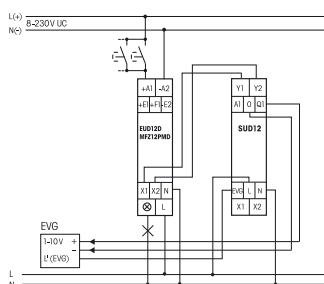 L(+)
8-230V UC
N(-)
+A1 -A2
+E1 +F1 -E2
EUD12D
MFZ12PMD
X1 X2 N
L
Y1 Y2
A1 0 Q1
SUD12
EVG L N
X1 X2
EVG
1-10V +
-
L'(EVG)
L
N